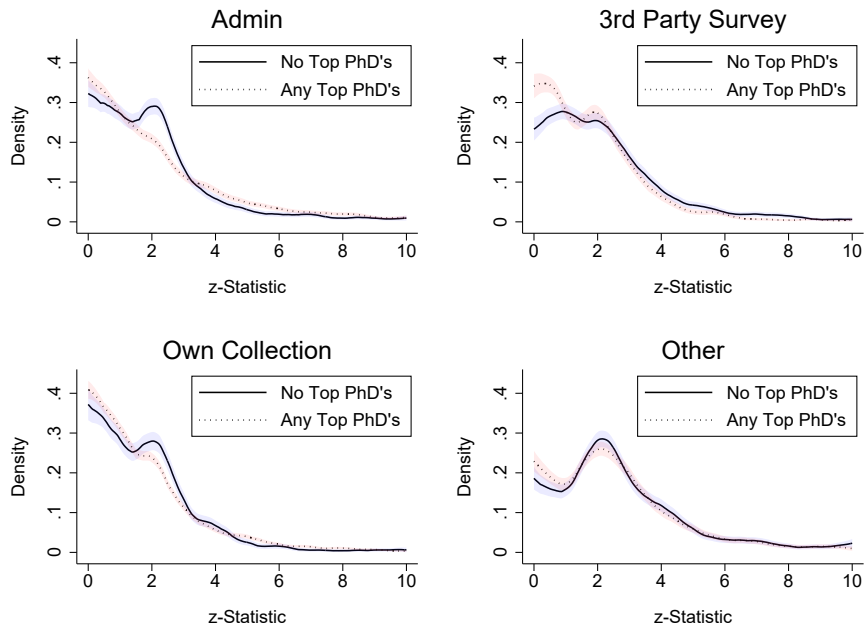 Admin
No Top PhD's
Any Top PhD's
Density
0 .1 .2 .3 .4
0 2 4 6 8 10
z-Statistic
3rd Party Survey
No Top PhD's
Any Top PhD's
Density
0 .1 .2 .3 .4
0 2 4 6 8 10
z-Statistic
Own Collection
No Top PhD's
Any Top PhD's
Density
0 .1 .2 .3 .4
0 2 4 6 8 10
z-Statistic
Other
No Top PhD's
Any Top PhD's
Density
0 .1 .2 .3 .4
0 2 4 6 8 10
z-Statistic